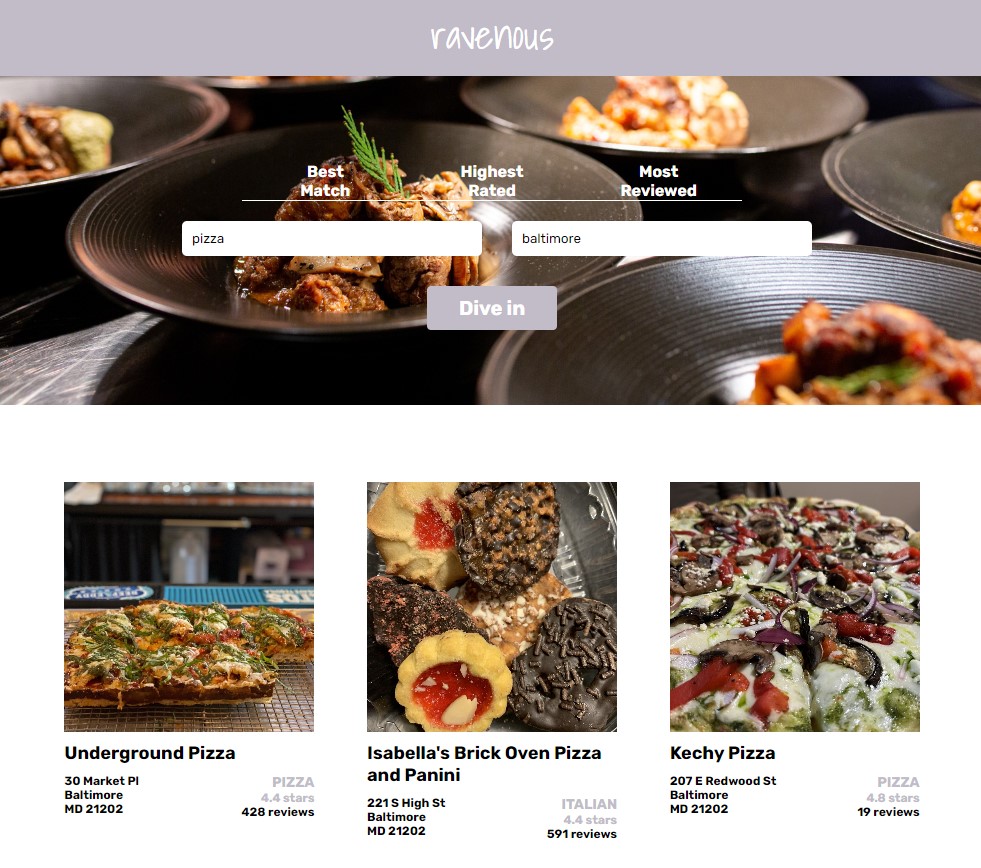 ravenous
Best Highest Most
Match Rated Reviewed
pizza baltimore
Dive in
Underground Pizza
30 Market Pl PIZZA
Baltimore 4.4 stars
MD 21202 428 reviews
Isabella's Brick Oven Pizza
and Panini
221 S High St ITALIAN
Baltimore 4.4 stars
MD 21202 591 reviews
Kechy Pizza
207 E Redwood St PIZZA
Baltimore 4.8 stars
MD 21202 19 reviews